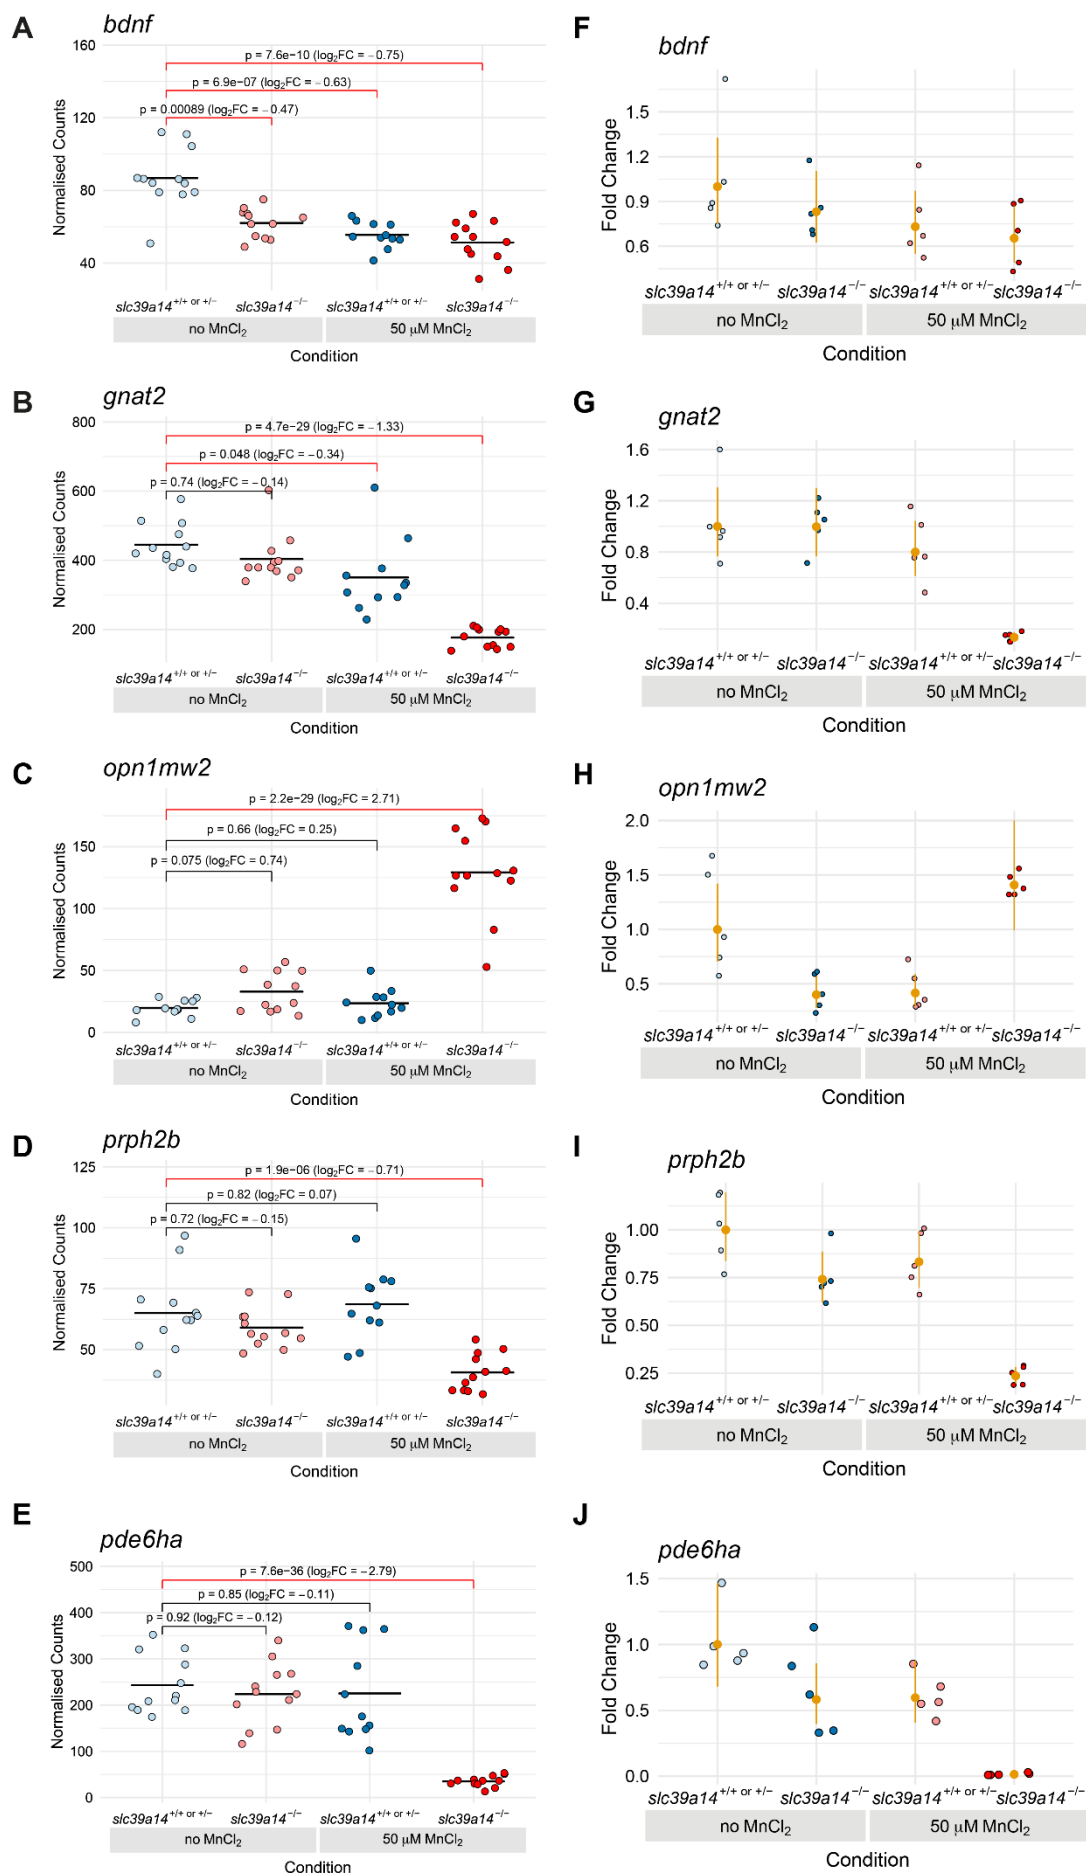 A
bdnf
160
120
80
40
Normalised Counts
p = 7.6e−10 (log₂FC = −0.75)
p = 6.9e−07 (log₂FC = −0.63)
p = 0.00089 (log₂FC = −0.47)
slc39a14⁺/⁺ ᵒʳ ⁺/⁻ slc39a14⁻/⁻ slc39a14⁺/⁺ ᵒʳ ⁺/⁻ slc39a14⁻/⁻
no MnCl₂ 50 μM MnCl₂
Condition
F
bdnf
1.5
1.2
0.9
0.6
Fold Change
slc39a14⁺/⁺ ᵒʳ ⁺/⁻ slc39a14⁻/⁻ slc39a14⁺/⁺ ᵒʳ ⁺/⁻ slc39a14⁻/⁻
no MnCl₂ 50 μM MnCl₂
Condition
B
gnat2
800
600
400
200
Normalised Counts
p = 4.7e−29 (log₂FC = −1.33)
p = 0.048 (log₂FC = −0.34)
p = 0.74 (log₂FC = −0.14)
slc39a14⁺/⁺ ᵒʳ ⁺/⁻ slc39a14⁻/⁻ slc39a14⁺/⁺ ᵒʳ ⁺/⁻ slc39a14⁻/⁻
no MnCl₂ 50 μM MnCl₂
Condition
G
gnat2
1.6
1.2
0.8
0.4
Fold Change
slc39a14⁺/⁺ ᵒʳ ⁺/⁻ slc39a14⁻/⁻ slc39a14⁺/⁺ ᵒʳ ⁺/⁻ slc39a14⁻/⁻
no MnCl₂ 50 μM MnCl₂
Condition
C
opn1mw2
150
100
50
0
Normalised Counts
p = 2.2e−29 (log₂FC = 2.71)
p = 0.66 (log₂FC = 0.25)
p = 0.075 (log₂FC = 0.74)
slc39a14⁺/⁺ ᵒʳ ⁺/⁻ slc39a14⁻/⁻ slc39a14⁺/⁺ ᵒʳ ⁺/⁻ slc39a14⁻/⁻
no MnCl₂ 50 μM MnCl₂
Condition
H
opn1mw2
2.0
1.5
1.0
0.5
Fold Change
slc39a14⁺/⁺ ᵒʳ ⁺/⁻ slc39a14⁻/⁻ slc39a14⁺/⁺ ᵒʳ ⁺/⁻ slc39a14⁻/⁻
no MnCl₂ 50 μM MnCl₂
Condition
D
prph2b
125
100
75
50
Normalised Counts
p = 1.9e−06 (log₂FC = −0.71)
p = 0.82 (log₂FC = 0.07)
p = 0.72 (log₂FC = −0.15)
slc39a14⁺/⁺ ᵒʳ ⁺/⁻ slc39a14⁻/⁻ slc39a14⁺/⁺ ᵒʳ ⁺/⁻ slc39a14⁻/⁻
no MnCl₂ 50 μM MnCl₂
Condition
I
prph2b
1.00
0.75
0.50
0.25
Fold Change
slc39a14⁺/⁺ ᵒʳ ⁺/⁻ slc39a14⁻/⁻ slc39a14⁺/⁺ ᵒʳ ⁺/⁻ slc39a14⁻/⁻
no MnCl₂ 50 μM MnCl₂
Condition
E
pde6ha
500
400
300
200
100
0
Normalised Counts
p = 7.6e−36 (log₂FC = −2.79)
p = 0.85 (log₂FC = −0.11)
p = 0.92 (log₂FC = −0.12)
slc39a14⁺/⁺ ᵒʳ ⁺/⁻ slc39a14⁻/⁻ slc39a14⁺/⁺ ᵒʳ ⁺/⁻ slc39a14⁻/⁻
no MnCl₂ 50 μM MnCl₂
Condition
J
pde6ha
1.5
1.0
0.5
0.0
Fold Change
slc39a14⁺/⁺ ᵒʳ ⁺/⁻ slc39a14⁻/⁻ slc39a14⁺/⁺ ᵒʳ ⁺/⁻ slc39a14⁻/⁻
no MnCl₂ 50 μM MnCl₂
Condition